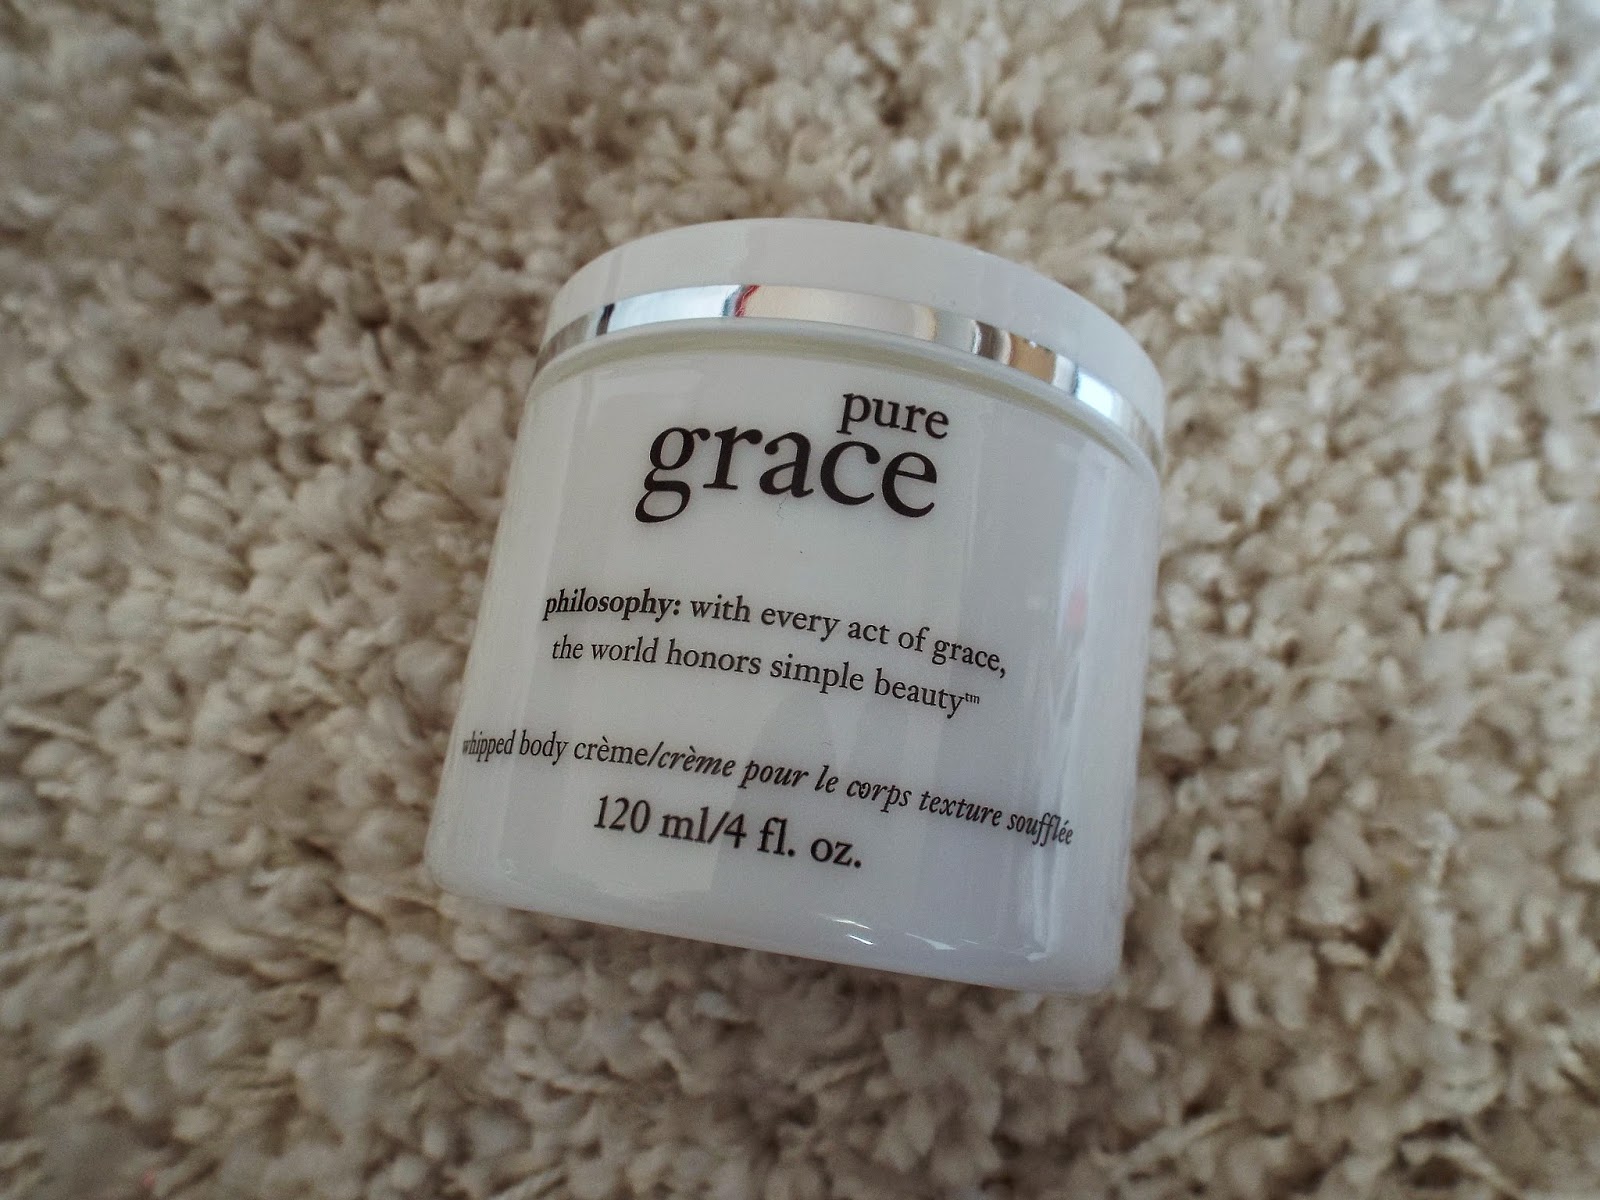 pure
grace
philosophy: with every act of grace,
the world honors simple beauty™
whipped body crème/crème pour le corps texture soufflée
120 ml/4 fl. oz.